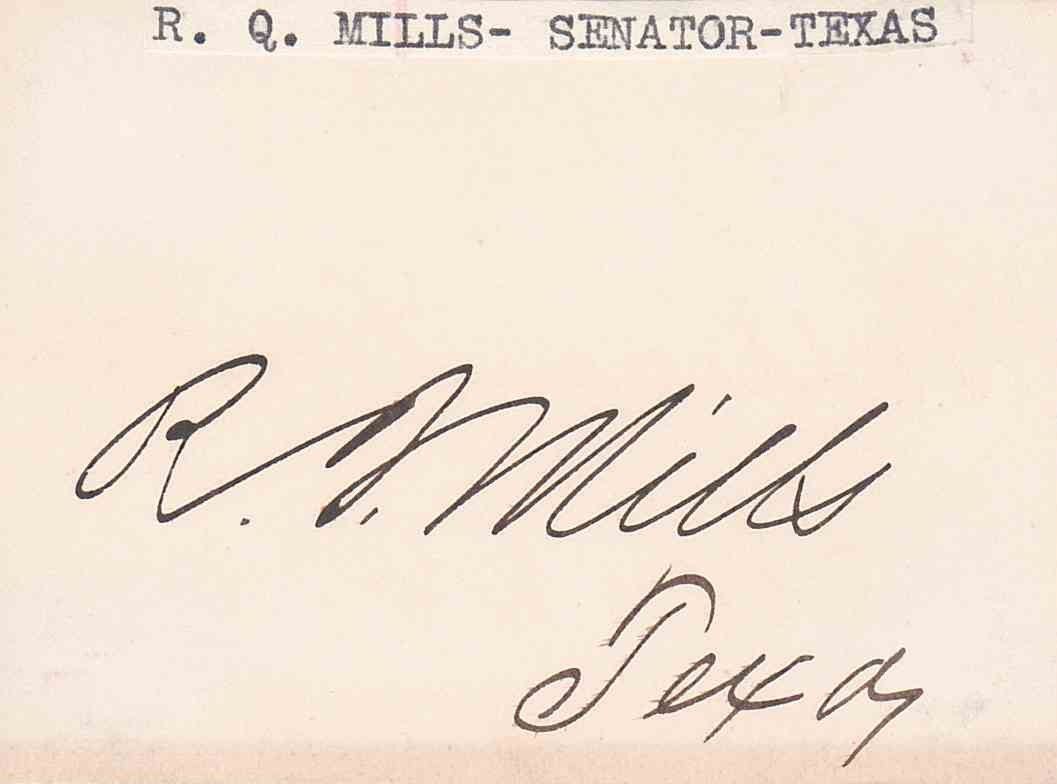 R. Q. MILLS- SENATOR-TEXAS
R. Q. Mills
Texas